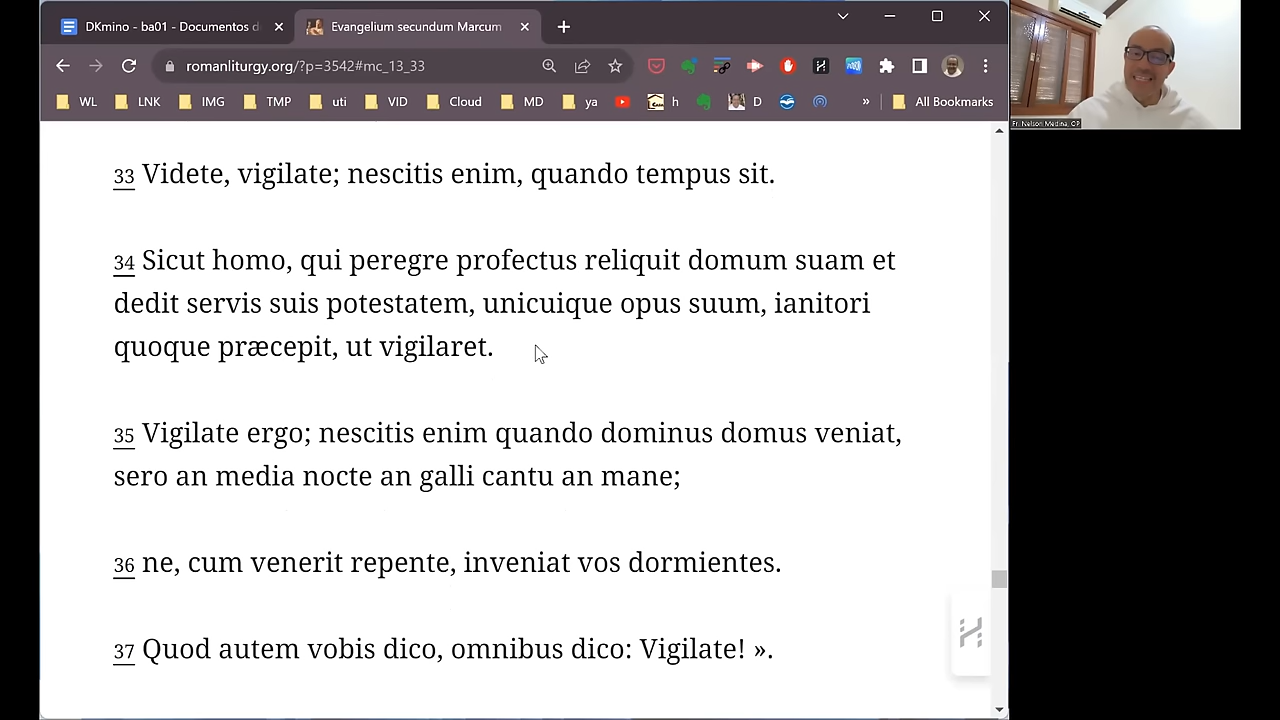 DKmino - ba01 - Documentos d
Evangelium secundum Marcum
romanliturgy.org/?p=3542#mc_13_33
WL LNK IMG TMP uti VID Cloud MD ya h D » All Bookmarks
33 Videte, vigilate; nescitis enim, quando tempus sit.
34 Sicut homo, qui peregre profectus reliquit domum suam et
dedit servis suis potestatem, unicuique opus suum, ianitori
quoque præcepit, ut vigilaret.
35 Vigilate ergo; nescitis enim quando dominus domus veniat,
sero an media nocte an galli cantu an mane;
36 ne, cum venerit repente, inveniat vos dormientes.
37 Quod autem vobis dico, omnibus dico: Vigilate! ».
Fr. Nelson Medina, OP